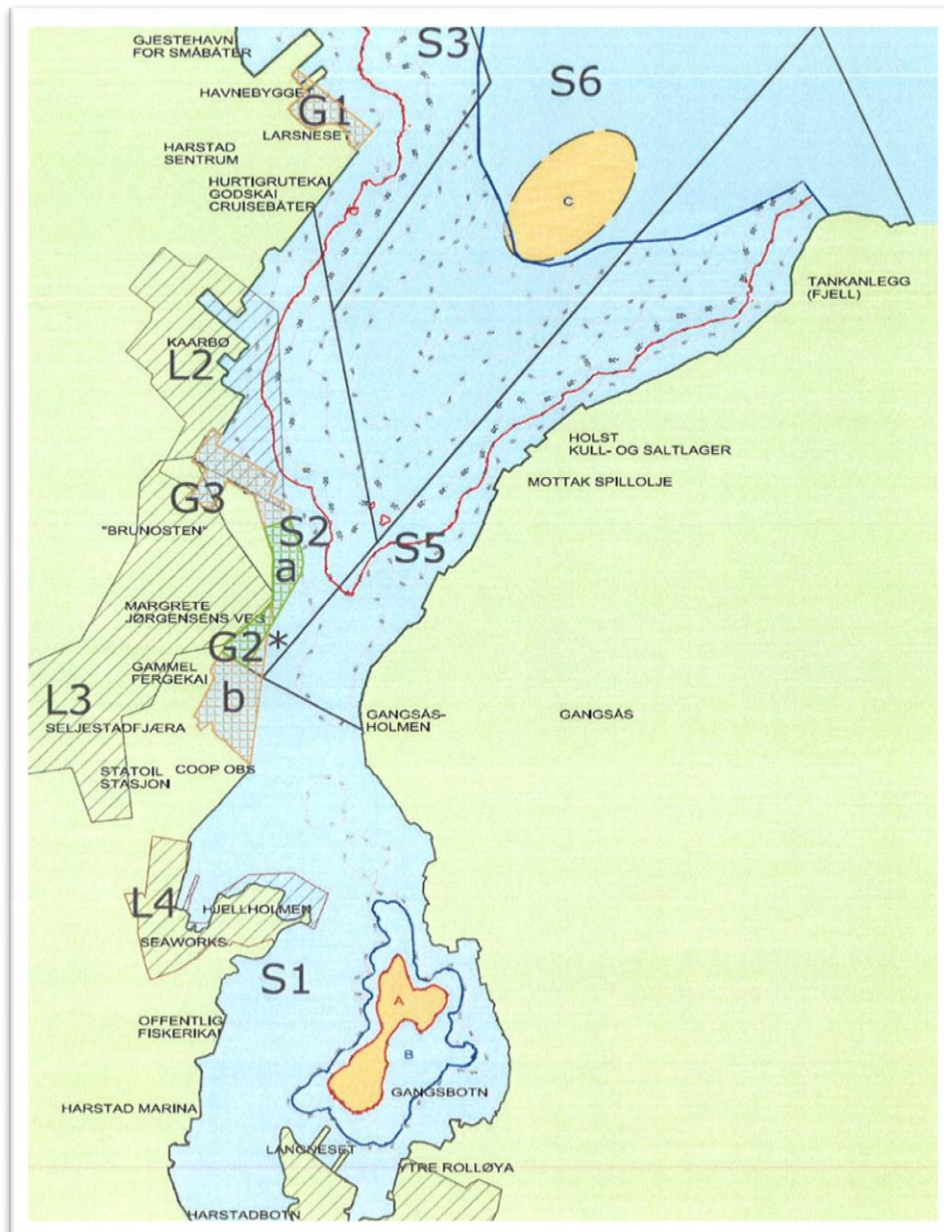 GJESTEHAVN
FOR SMÅBÅTER
S3
S6
HAVNEBYGGET
G1
LARSNESET
HARSTAD
SENTRUM
HURTIGRUTEKAI
GODSKAI
CRUISEBÅTER
C
TANKANLEGG
(FJELL)
KAARBØ
L2
HOLST
KULL- OG SALTLAGER
MOTTAK SPILLOLJE
G3
"BRUNOSTEN"
S2
S5
a
MARGRETE
JØRGENSENS VEG
G2*
GAMMEL
FERGEKAI
b
L3
SELJESTADFJÆRA
GANGSÅS-
HOLMEN
GANGSÅS
STATOIL
STASJON
COOP OBS
L4
HJELLHOLMEN
SEAWORKS
S1
A
OFFENTLIG
FISKERIKAI
B
GANGSBOTN
HARSTAD MARINA
LANGNESET
YTRE ROLLØYA
HARSTADBOTN